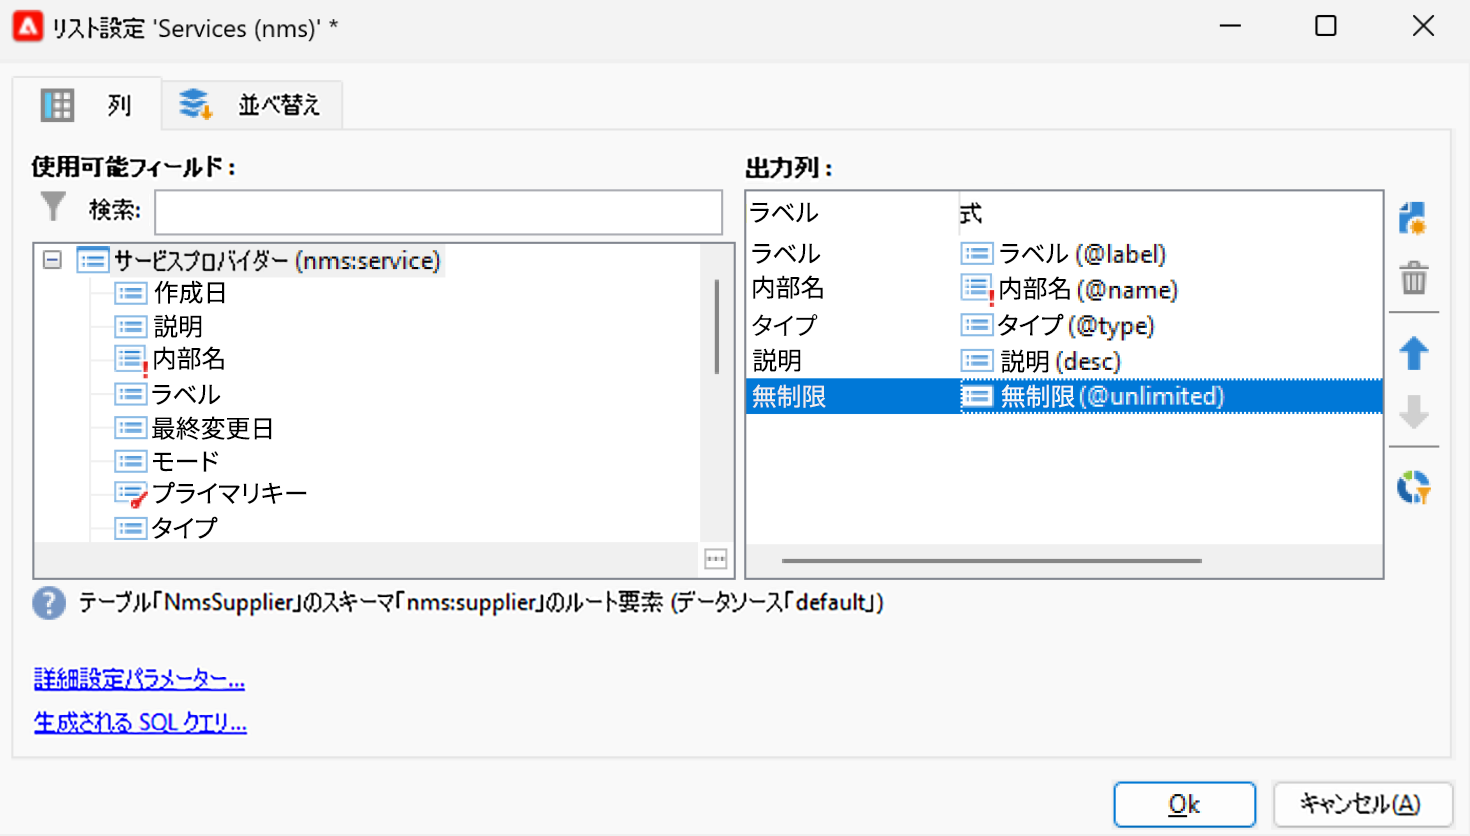 リスト設定 'Services (nms)' *
列
並べ替え
使用可能フィールド :
検索:
サービスプロバイダー (nms:service)
作成日
説明
内部名
ラベル
最終変更日
モード
プライマリキー
タイプ
出力列 :
ラベル 式
ラベル ラベル (@label)
内部名 内部名 (@name)
タイプ タイプ (@type)
説明 説明 (desc)
無制限 無制限 (@unlimited)
テーブル「NmsSupplier」のスキーマ「nms:supplier」のルート要素 (データソース「default」)
詳細設定パラメーター...
生成される SQL クエリ...
Ok
キャンセル(A)